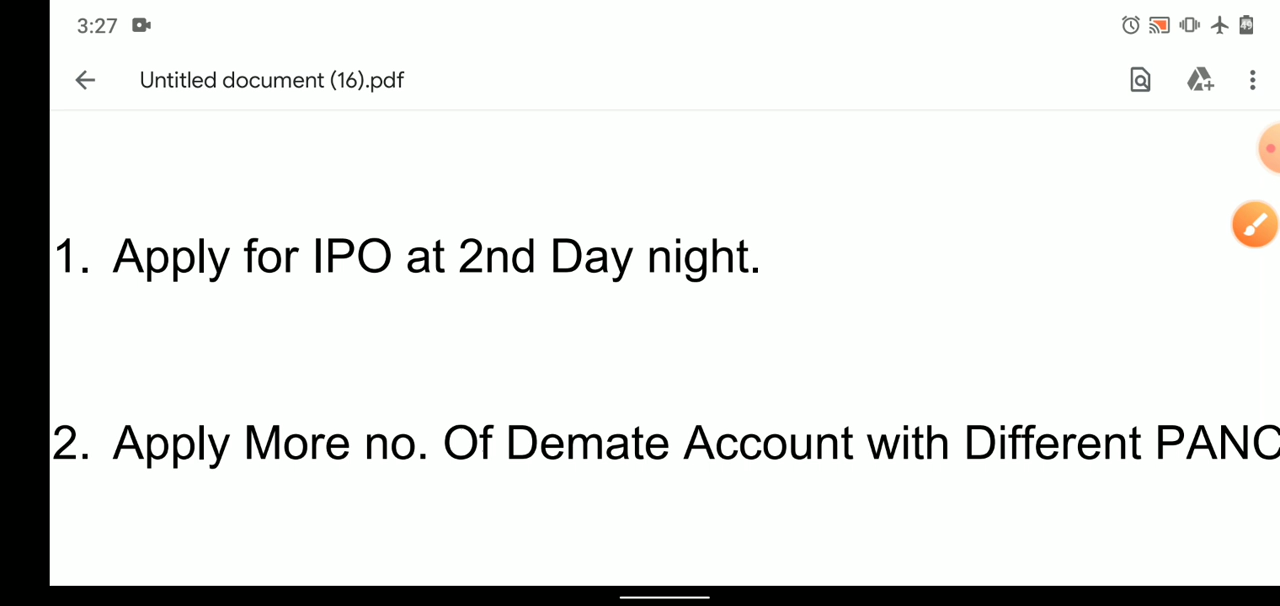 3:27
Untitled document (16).pdf
1. Apply for IPO at 2nd Day night.
2. Apply More no. Of Demate Account with Different PANC